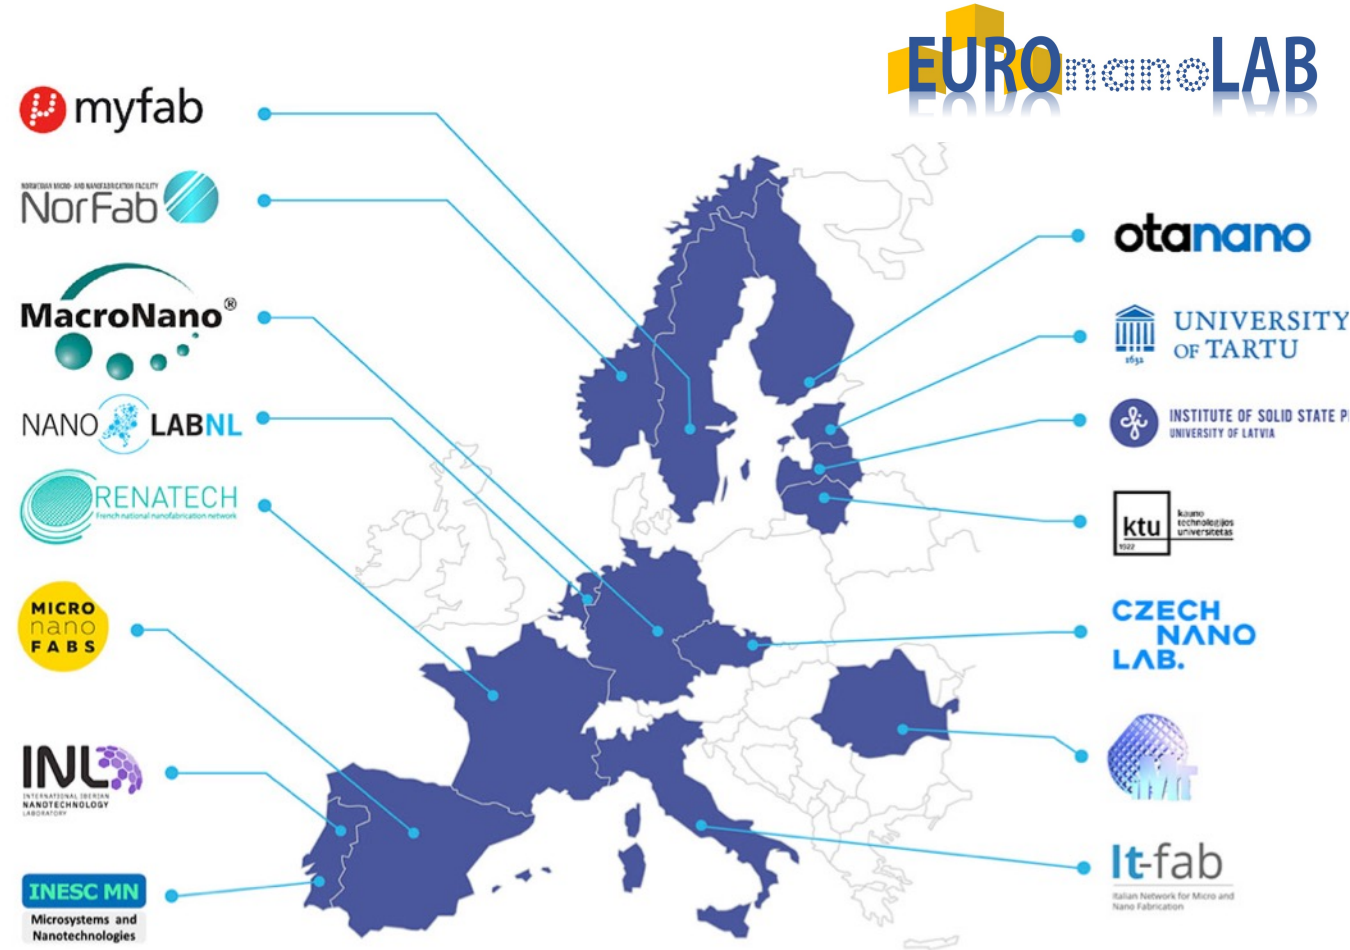 EUROnanoLAB
μ myfab
NORWEGIAN MICRO- AND NANOFABRICATION FACILITY
NorFab
MacroNano®
NANO LABNL
RENATECH
French national nanofabrication network
MICRO
nano
FABS
INL
INTERNATIONAL IBERIAN
NANOTECHNOLOGY
LABORATORY
INESC MN
Microsystems and
Nanotechnologies
otanano
UNIVERSITY
OF TARTU
1632
INSTITUTE OF SOLID STATE P
UNIVERSITY OF LATVIA
ktu
1922
kauno
technologijos
universitetas
CZECH
NANO
LAB.
It-fab
Italian Network for Micro and
Nano Fabrication